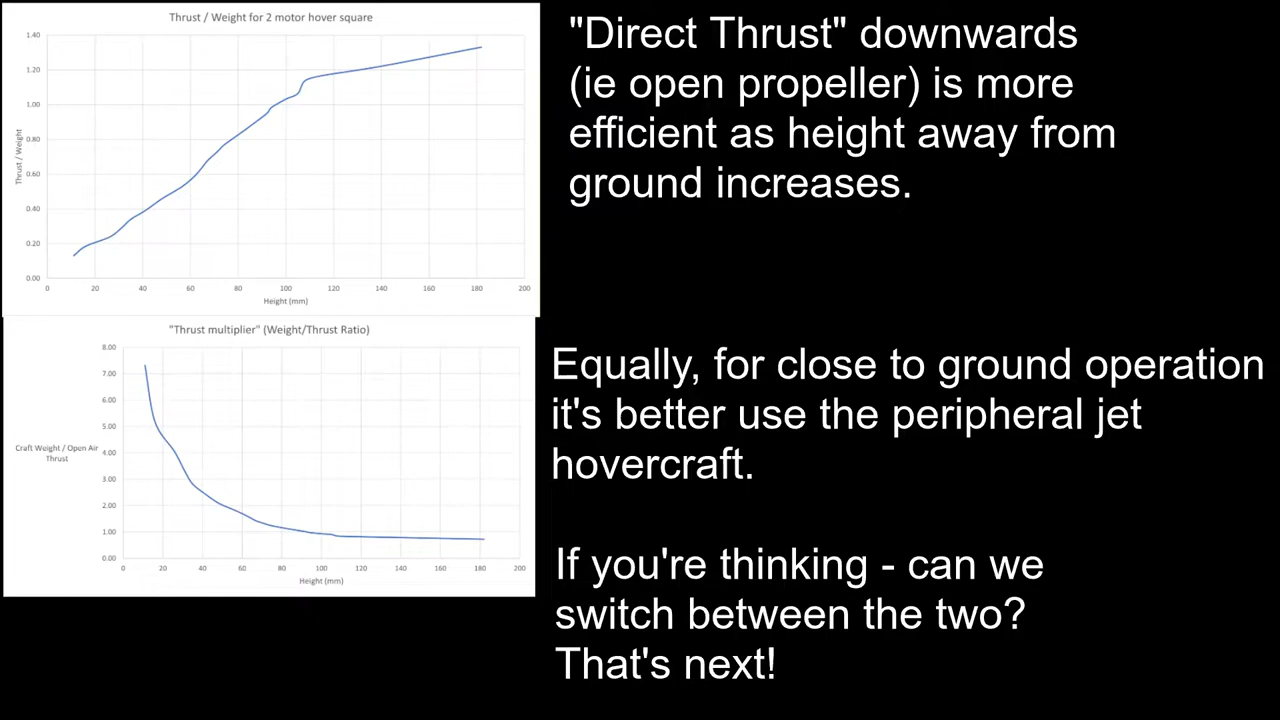 Thrust / Weight for 2 motor hover square
1.40
1.20
1.00
0.80
0.60
0.40
0.20
0.00
Thrust / Weight
0 20 40 60 80 100 120 140 160 180 200
Height (mm)
"Direct Thrust" downwards
(ie open propeller) is more
efficient as height away from
ground increases.
"Thrust multiplier" (Weight/Thrust Ratio)
8.00
7.00
6.00
5.00
4.00
3.00
2.00
1.00
0.00
Craft Weight / Open Air
Thrust
0 20 40 60 80 100 120 140 160 180 200
Height (mm)
Equally, for close to ground operation
it's better use the peripheral jet
hovercraft.
If you're thinking - can we
switch between the two?
That's next!